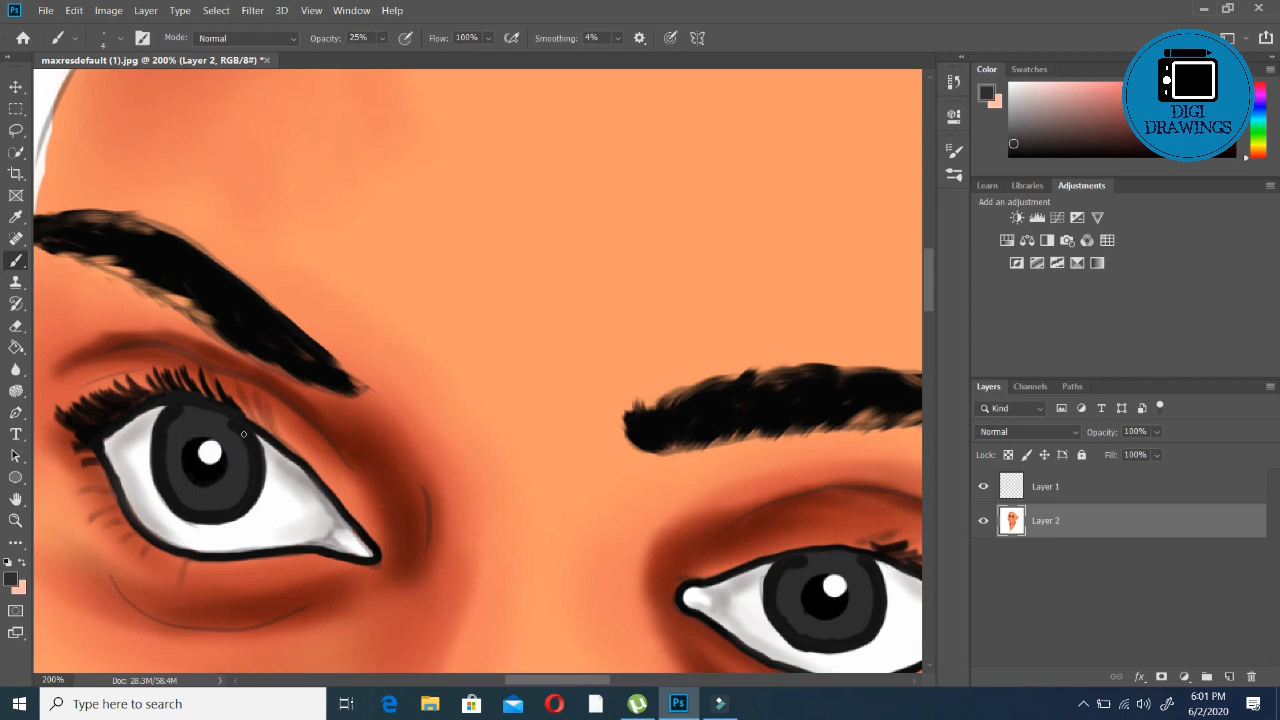 Ps File Edit Image Layer Type Select Filter 3D View Window Help
4 Mode: Normal Opacity: 25% Flow: 100% Smoothing: 4%
maxresdefault (1).jpg @ 200% (Layer 2, RGB/8#) *
Color Swatches
DIGI
DRAWINGS
Learn Libraries Adjustments
Add an adjustment
Layers Channels Paths
Kind
Normal Opacity: 100%
Lock: Fill: 100%
Layer 1
Layer 2
200% Doc: 28.3M/58.4M
Type here to search
Ps
6:01 PM
6/2/2020